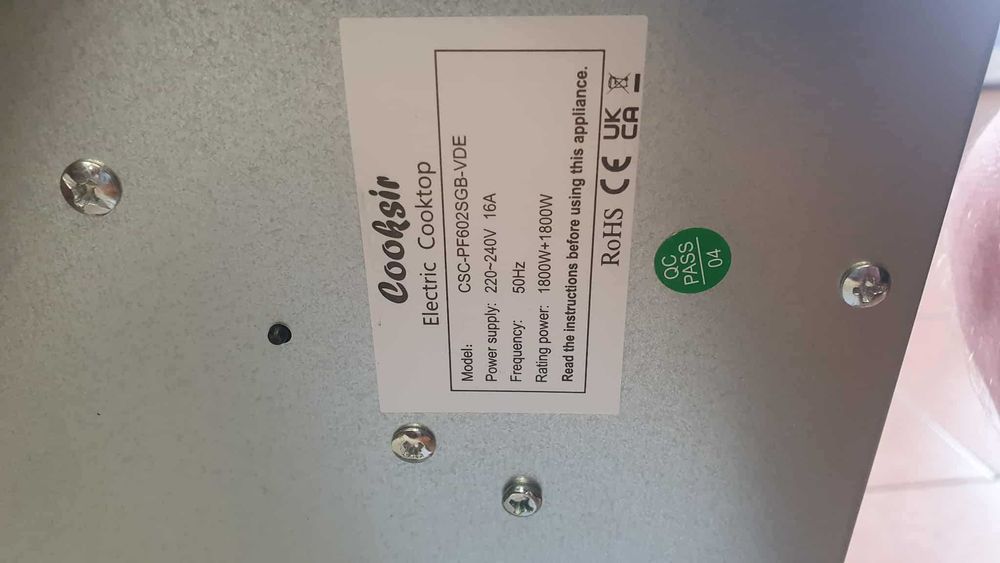 Cooksir
Electric Cooktop
Model: CSC-PF602SGB-VDE
Power supply: 220~240V 16A
Frequency: 50Hz
Rating power: 1800W+1800W
Read the instructions before using this appliance.
RoHS CE UK CA
QC
PASS
04